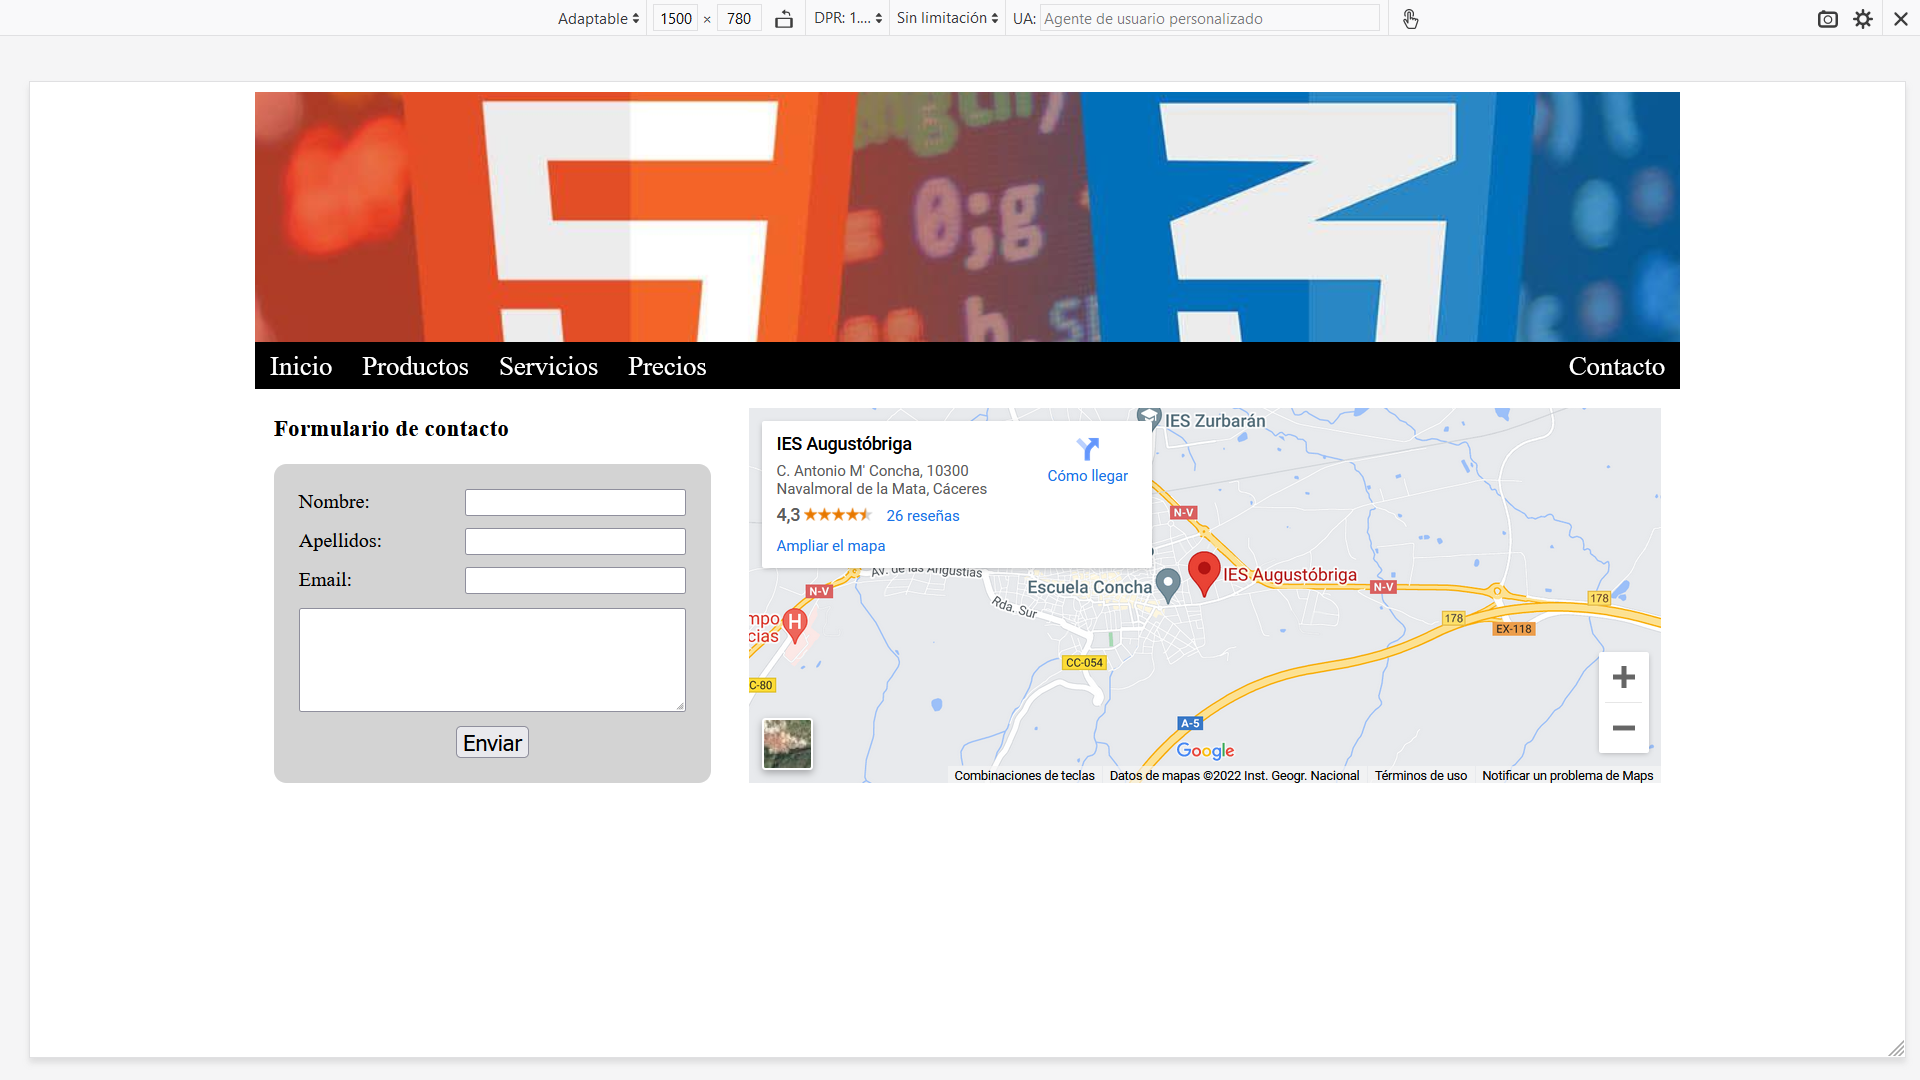 Adaptable 1500 × 780 DPR: 1.... Sin limitación UA: Agente de usuario personalizado
0;g
Inicio Productos Servicios Precios Contacto
Formulario de contacto
Nombre:
Apellidos:
Email:
Enviar
IES Zurbarán
IES Augustóbriga
C. Antonio M' Concha, 10300
Navalmoral de la Mata, Cáceres
4,3 26 reseñas
Ampliar el mapa
Cómo llegar
N-V
Av. de las Angustias
Escuela Concha
IES Augustóbriga
N-V
N-V
Rda. Sur
178
178
EX-118
H
mpo
cias
CC-054
C-80
A-5
Google
Combinaciones de teclas Datos de mapas ©2022 Inst. Geogr. Nacional Términos de uso Notificar un problema de Maps